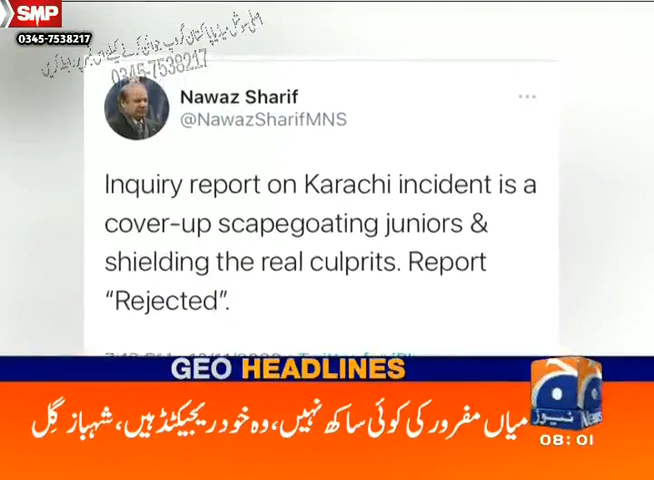 SMP
0345-7538217
0345-7538217
Nawaz Sharif
@NawazSharifMNS
Inquiry report on Karachi incident is a
cover-up scapegoating juniors &
shielding the real culprits. Report
“Rejected”.
GEO HEADLINES
میاں مفرور کی کوئی ساکھ نہیں، وہ خود ریجیکٹڈ ہیں، شہباز گِل
نیوز News
08:01